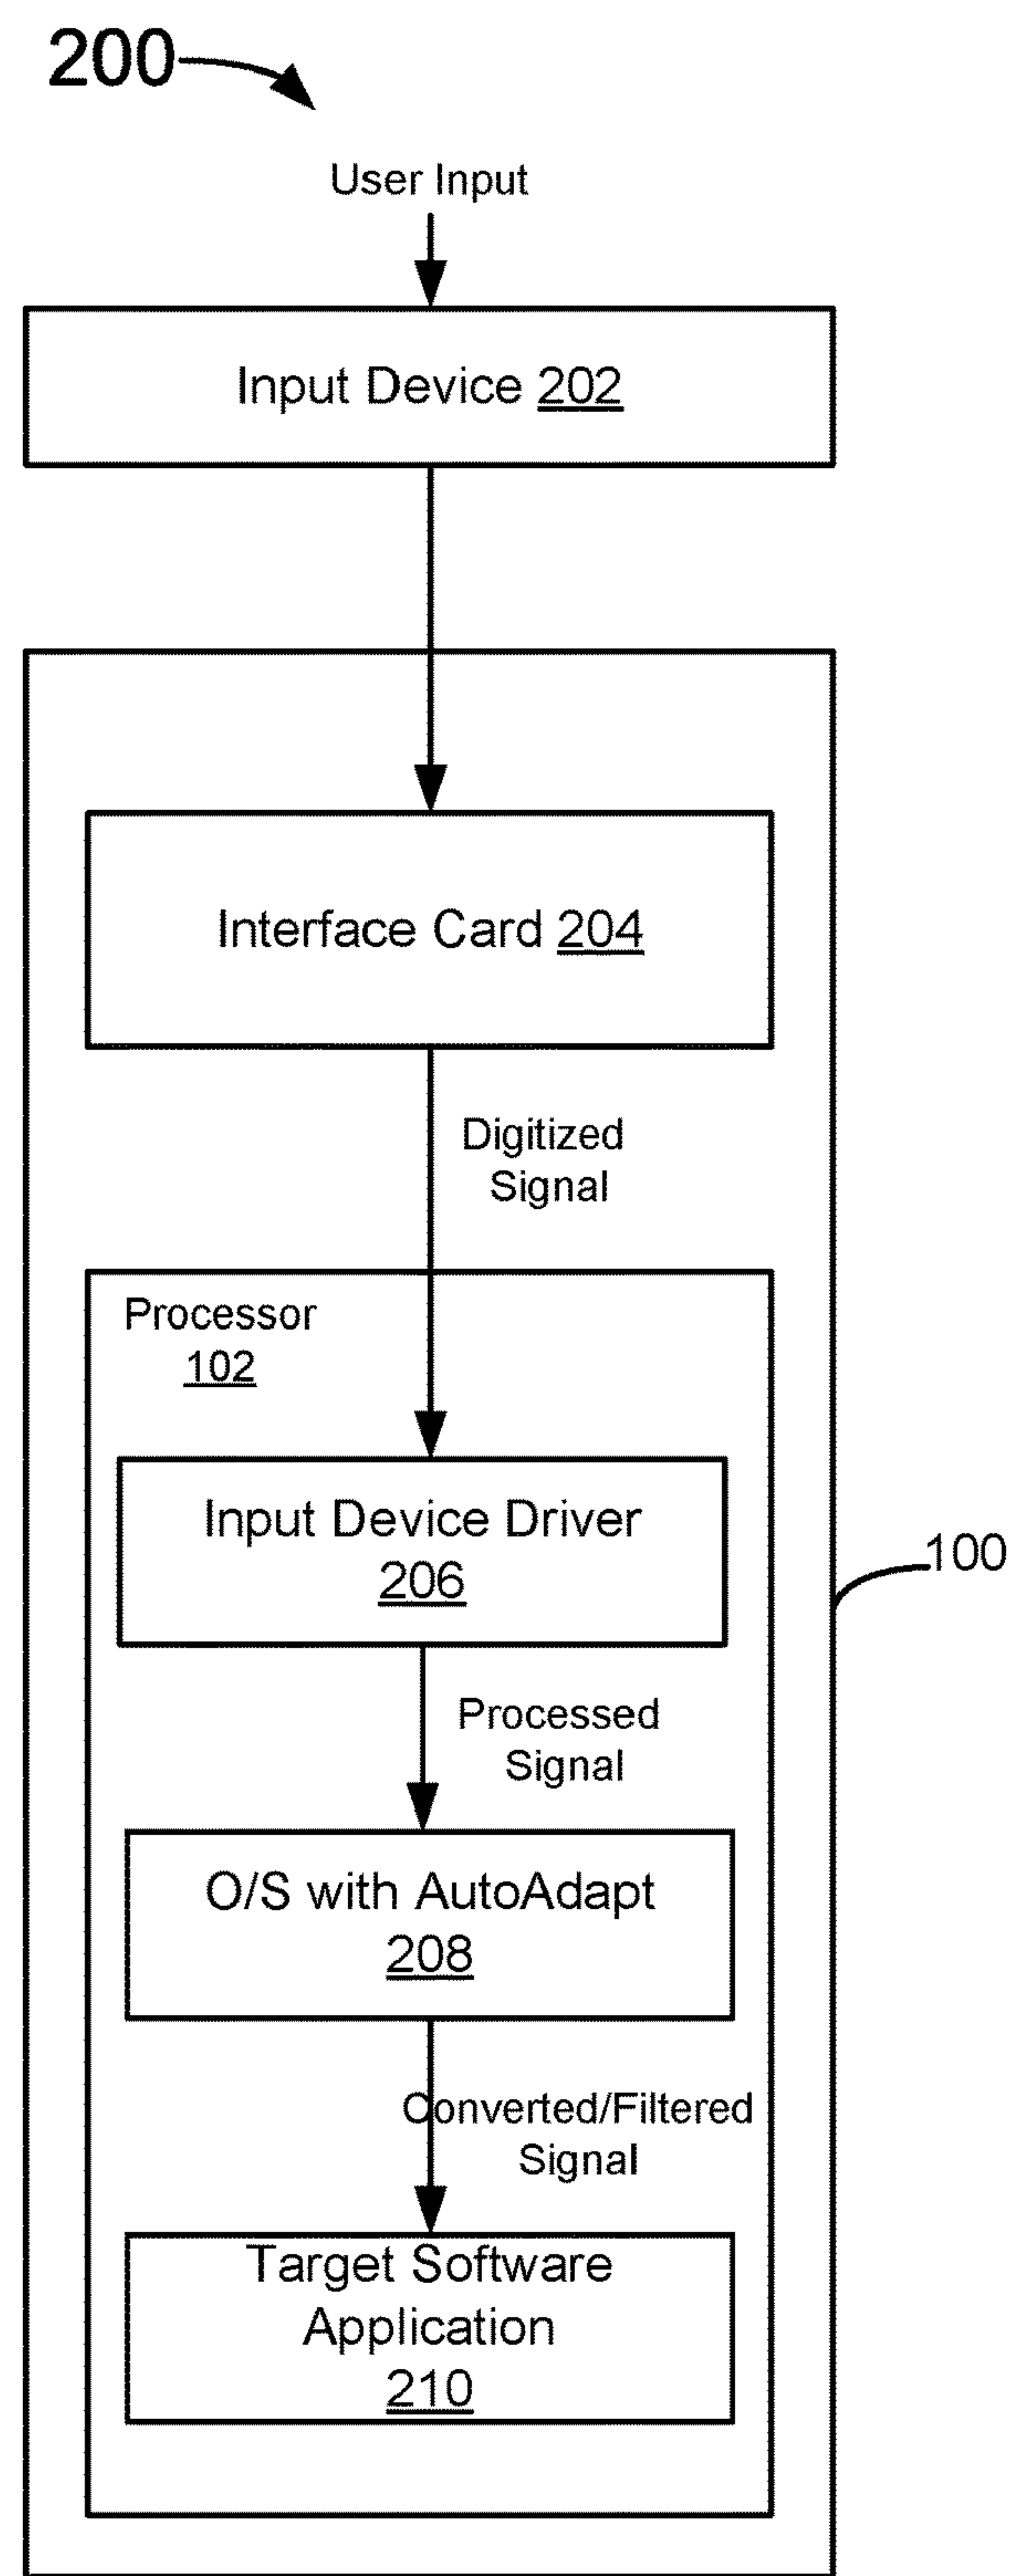 200
User Input
Input Device 202
Interface Card 204
Digitized
Signal
Processor
102
Input Device Driver
206
100
Processed
Signal
O/S with AutoAdapt
208
Converted/Filtered
Signal
Target Software
Application
210